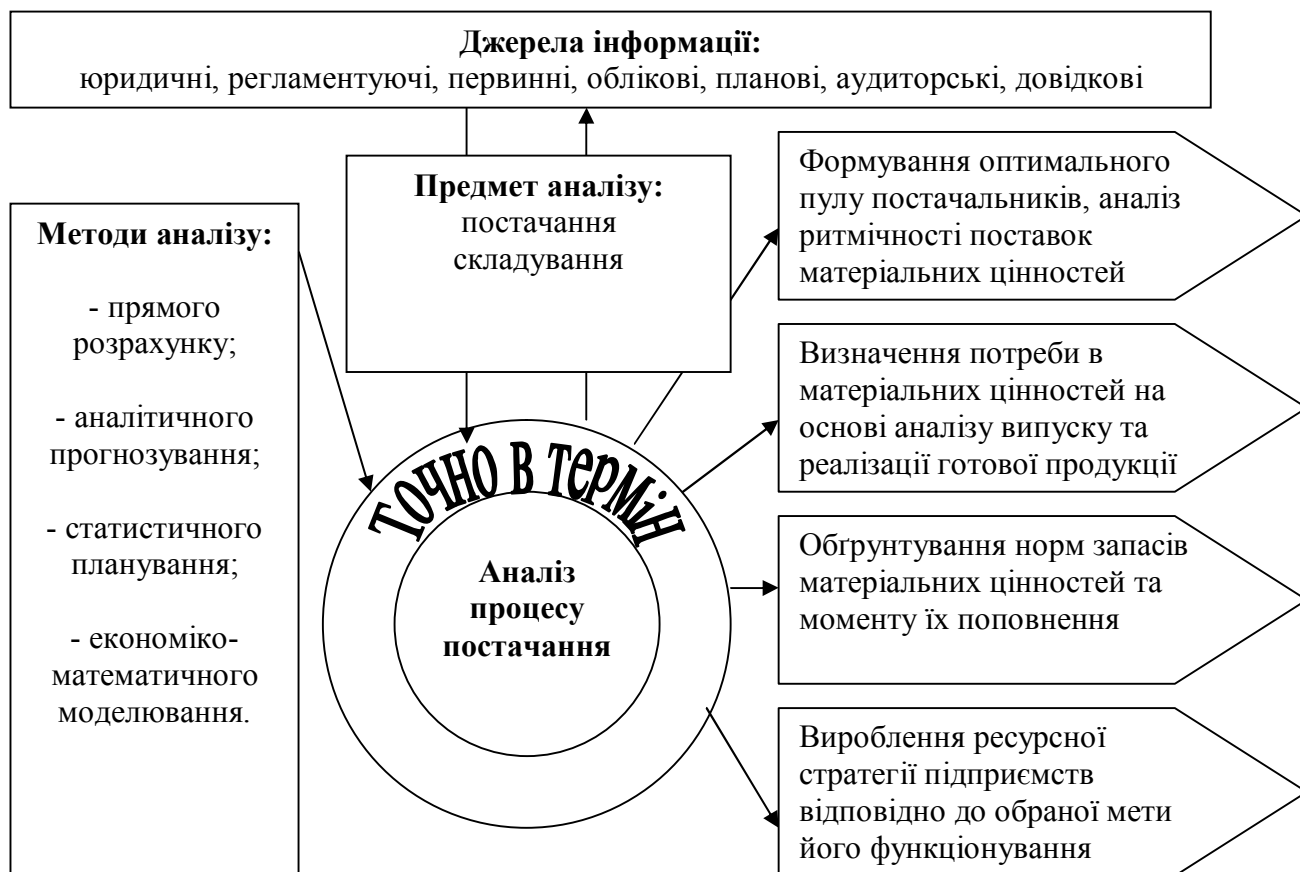 Джерела інформації:
юридичні, регламентуючі, первинні, облікові, планові, аудиторські, довідкові
Предмет аналізу:
постачання
складування
Методи аналізу:
- прямого
розрахунку;
- аналітичного
прогнозування;
- статистичного
планування;
- економіко-
математичного
моделювання.
Точно в термін
Аналіз
процесу
постачання
Формування оптимального
пулу постачальників, аналіз
ритмічності поставок
матеріальних цінностей
Визначення потреби в
матеріальних цінностей на
основі аналізу випуску та
реалізації готової продукції
Обґрунтування норм запасів
матеріальних цінностей та
моменту їх поповнення
Вироблення ресурсної
стратегії підприємств
відповідно до обраної мети
його функціонування